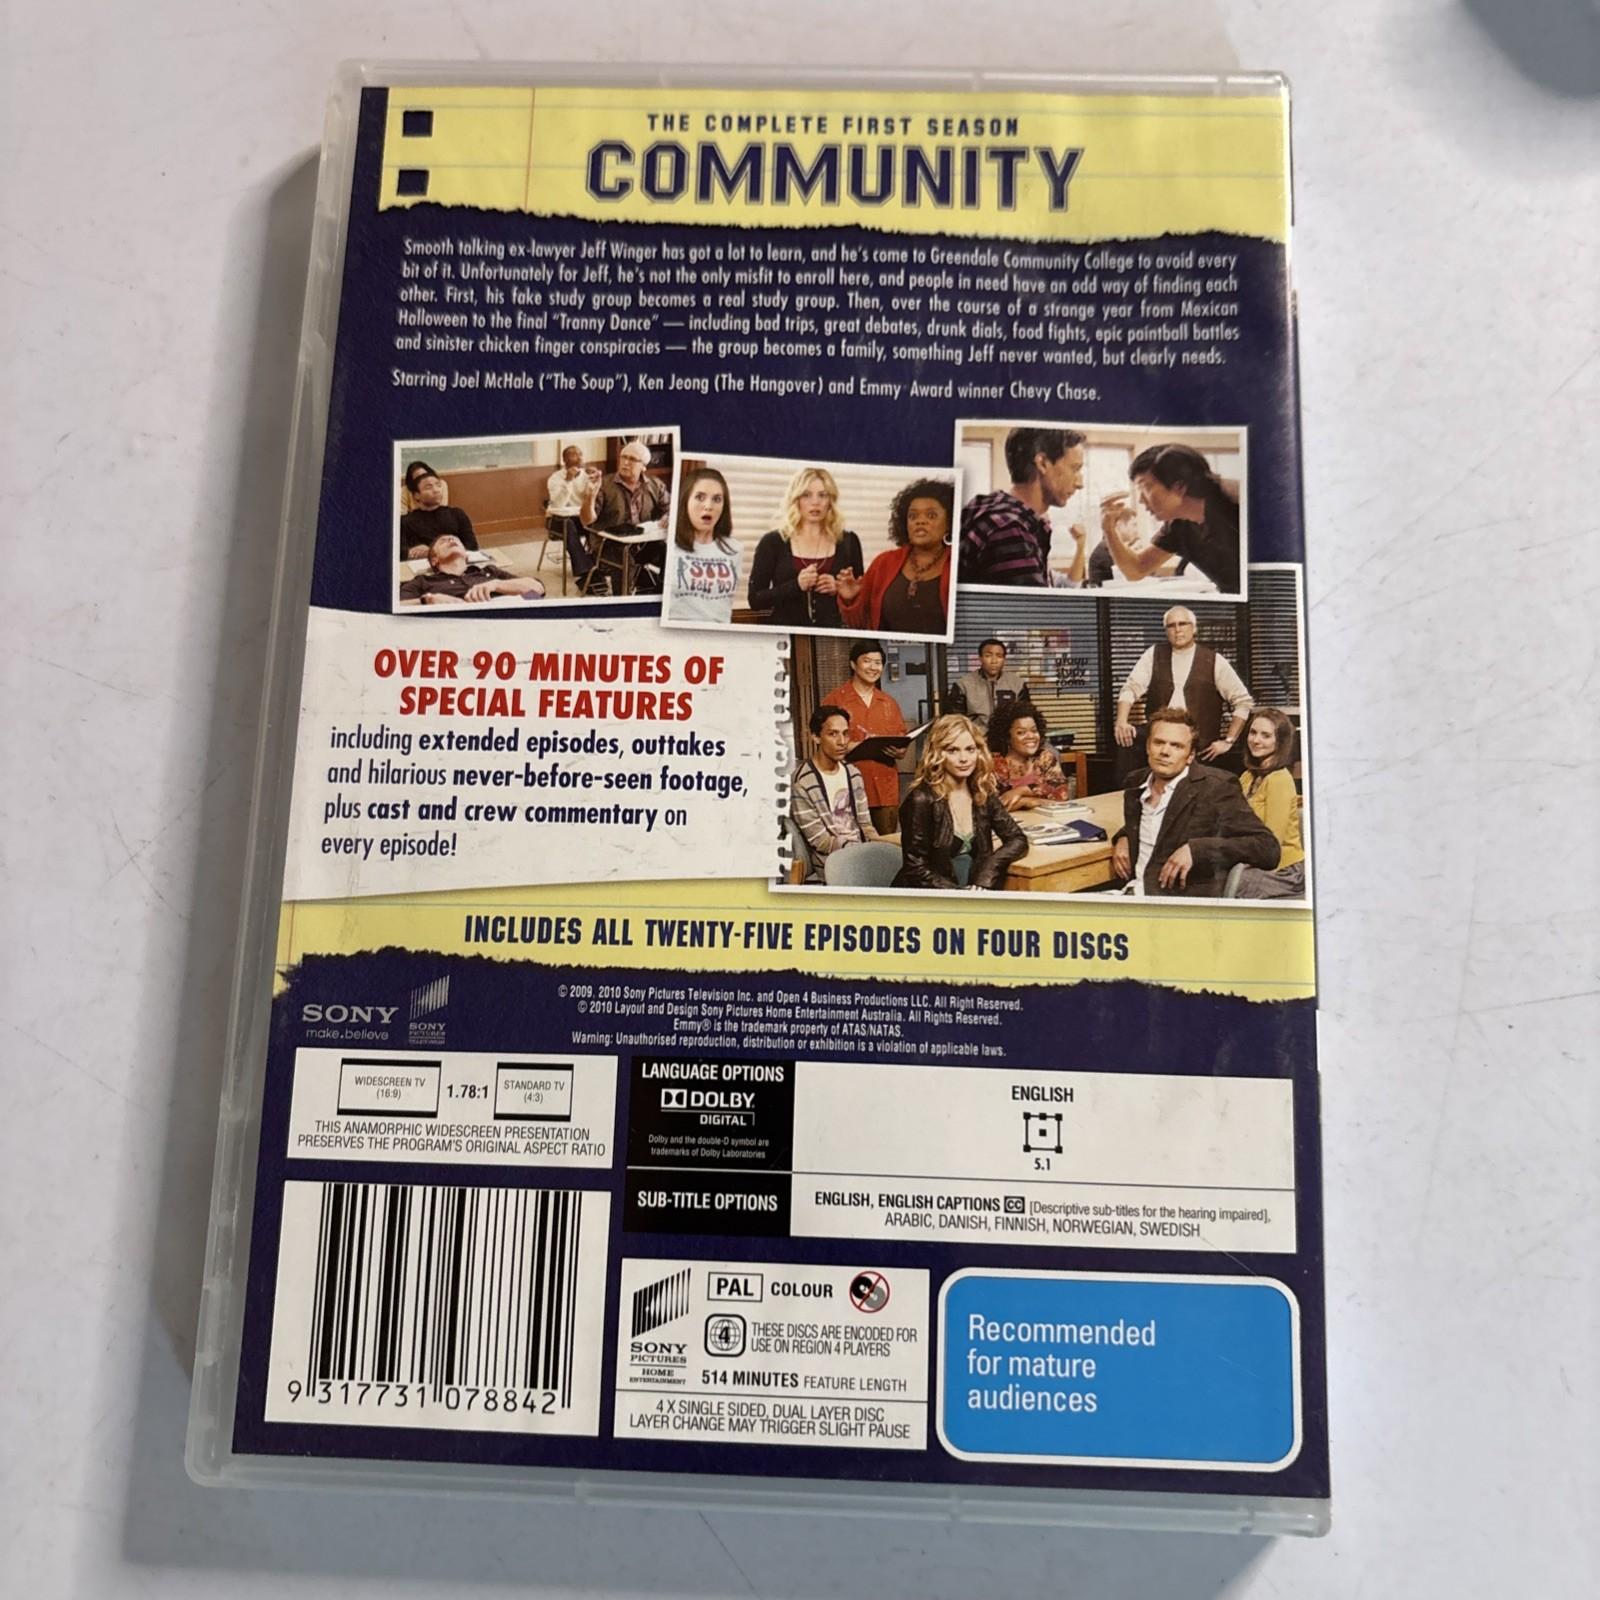 THE COMPLETE FIRST SEASON
COMMUNITY
Smooth talking ex-lawyer Jeff Winger has got a lot to learn, and he's come to Greendale Community College to avoid every
bit of it. Unfortunately for Jeff, he's not the only misfit to enroll here, and people in need have an odd way of finding each
other. First, his fake study group becomes a real study group. Then, over the course of a strange year from Mexican
Halloween to the final "Tranny Dance" — including bad trips, great debates, drunk dials, food fights, epic paintball battles
and sinister chicken finger conspiracies — the group becomes a family, something Jeff never wanted, but clearly needs.
Starring Joel McHale ("The Soup"), Ken Jeong (The Hangover) and Emmy Award winner Chevy Chase.
STD
fair '09
group
study
room
OVER 90 MINUTES OF
SPECIAL FEATURES
including extended episodes, outtakes
and hilarious never-before-seen footage,
plus cast and crew commentary on
every episode!
INCLUDES ALL TWENTY-FIVE EPISODES ON FOUR DISCS
SONY
make.believe
SONY
PICTURES
TELEVISION
© 2009, 2010 Sony Pictures Television Inc. and Open 4 Business Productions LLC. All Right Reserved.
© 2010 Layout and Design Sony Pictures Home Entertainment Australia. All Rights Reserved.
Emmy® is the trademark property of ATAS/NATAS.
Warning: Unauthorised reproduction, distribution or exhibition is a violation of applicable laws.
WIDESCREEN TV
(16:9)
1.78:1
STANDARD TV
(4:3)
THIS ANAMORPHIC WIDESCREEN PRESENTATION
PRESERVES THE PROGRAM'S ORIGINAL ASPECT RATIO
LANGUAGE OPTIONS
DOLBY
DIGITAL
Dolby and the double-D symbol are
trademarks of Dolby Laboratories
ENGLISH
5.1
SUB-TITLE OPTIONS
ENGLISH, ENGLISH CAPTIONS CC [Descriptive sub-titles for the hearing impaired],
ARABIC, DANISH, FINNISH, NORWEGIAN, SWEDISH
9 317731 078842
SONY
PICTURES
HOME
ENTERTAINMENT
PAL COLOUR
4
THESE DISCS ARE ENCODED FOR
USE ON REGION 4 PLAYERS
514 MINUTES FEATURE LENGTH
4 X SINGLE SIDED, DUAL LAYER DISC
LAYER CHANGE MAY TRIGGER SLIGHT PAUSE
Recommended
for mature
audiences